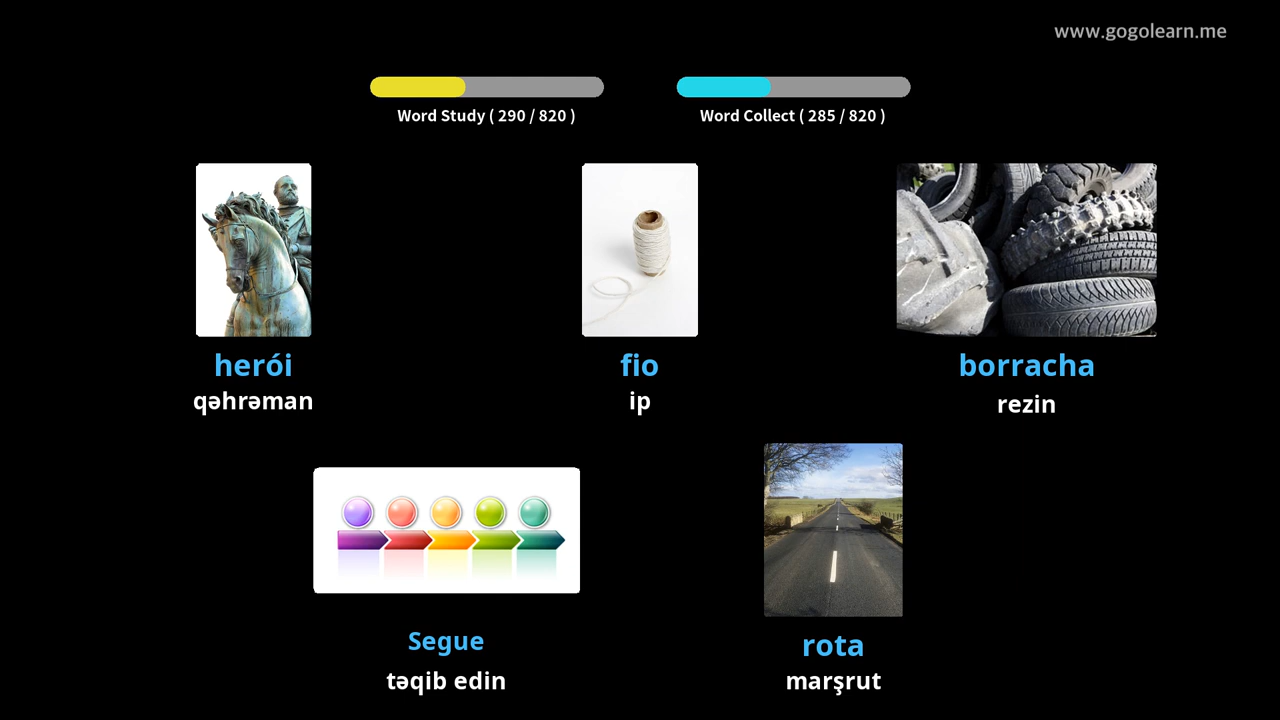 www.gogolearn.me
Word Study ( 290 / 820 )
Word Collect ( 285 / 820 )
herói
qəhrəman
fio
ip
borracha
rezin
Segue
təqib edin
rota
marşrut